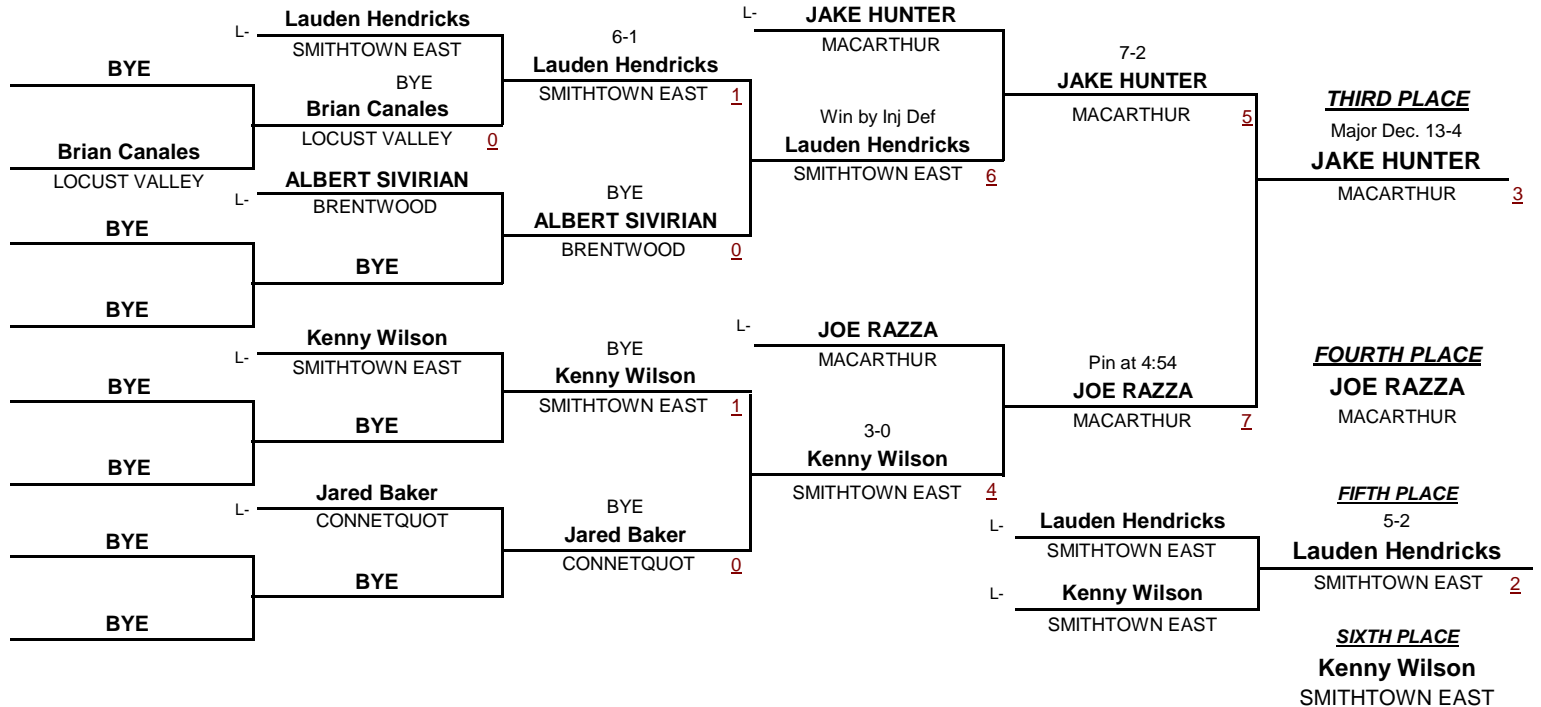 BYE
Brian Canales
LOCUST VALLEY
BYE
BYE
BYE
BYE
BYE
BYE
L- Lauden Hendricks
SMITHTOWN EAST
BYE
Brian Canales
LOCUST VALLEY 0
L- ALBERT SIVIRIAN
BRENTWOOD
BYE
L- Kenny Wilson
SMITHTOWN EAST
BYE
L- Jared Baker
CONNETQUOT
BYE
6-1
Lauden Hendricks
SMITHTOWN EAST 1
BYE
ALBERT SIVIRIAN
BRENTWOOD 0
BYE
Kenny Wilson
SMITHTOWN EAST 1
BYE
Jared Baker
CONNETQUOT 0
L- JAKE HUNTER
MACARTHUR
Win by Inj Def
Lauden Hendricks
SMITHTOWN EAST 6
L- JOE RAZZA
MACARTHUR
3-0
Kenny Wilson
SMITHTOWN EAST 4
7-2
JAKE HUNTER
MACARTHUR 5
Pin at 4:54
JOE RAZZA
MACARTHUR 7
L- Lauden Hendricks
SMITHTOWN EAST
L- Kenny Wilson
SMITHTOWN EAST
THIRD PLACE
Major Dec. 13-4
JAKE HUNTER
MACARTHUR 3
FOURTH PLACE
JOE RAZZA
MACARTHUR
FIFTH PLACE
5-2
Lauden Hendricks
SMITHTOWN EAST 2
SIXTH PLACE
Kenny Wilson
SMITHTOWN EAST